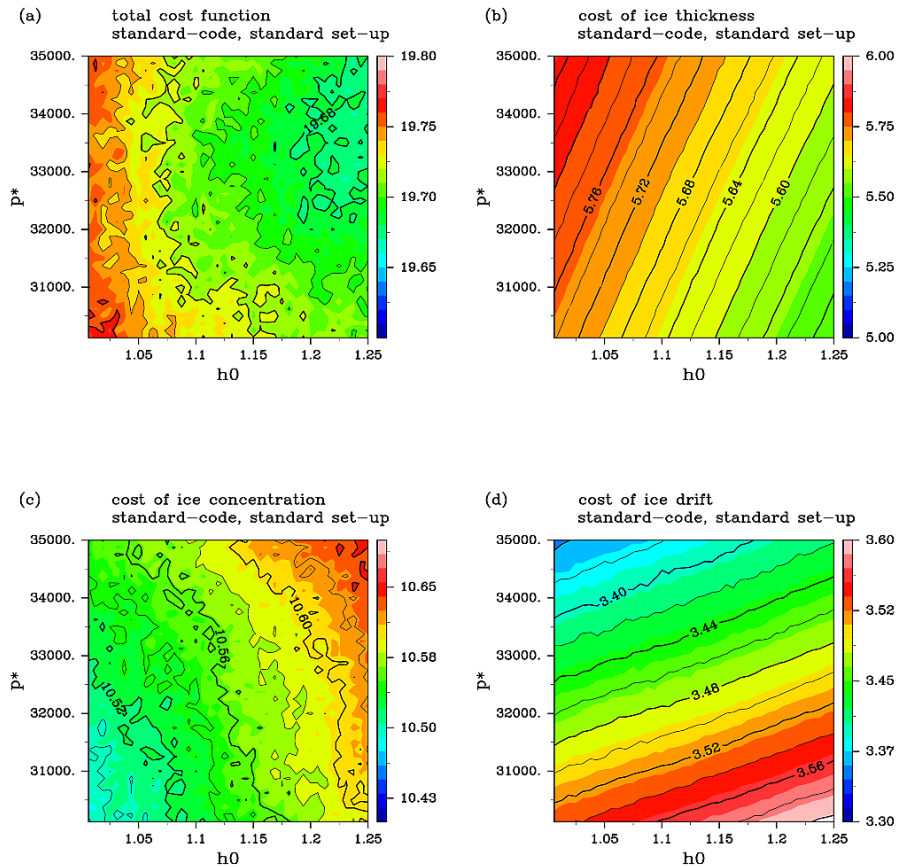 (a) total cost function
standard-code, standard set-up
35000.
34000.
33000.
32000.
31000.
p*
19.68
1.05 1.1 1.15 1.2 1.25
h0
19.80
19.75
19.70
19.65
(b) cost of ice thickness
standard-code, standard set-up
35000.
34000.
33000.
32000.
31000.
p*
5.76 5.72 5.68 5.64 5.60
1.05 1.1 1.15 1.2 1.25
h0
6.00
5.75
5.50
5.25
5.00
(c) cost of ice concentration
standard-code, standard set-up
35000.
34000.
33000.
32000.
31000.
p*
10.52 10.56 10.60
1.05 1.1 1.15 1.2 1.25
h0
10.65
10.58
10.50
10.43
(d) cost of ice drift
standard-code, standard set-up
35000.
34000.
33000.
32000.
31000.
p*
3.40
3.44
3.48
3.52
3.56
1.05 1.1 1.15 1.2 1.25
h0
3.60
3.52
3.45
3.37
3.30